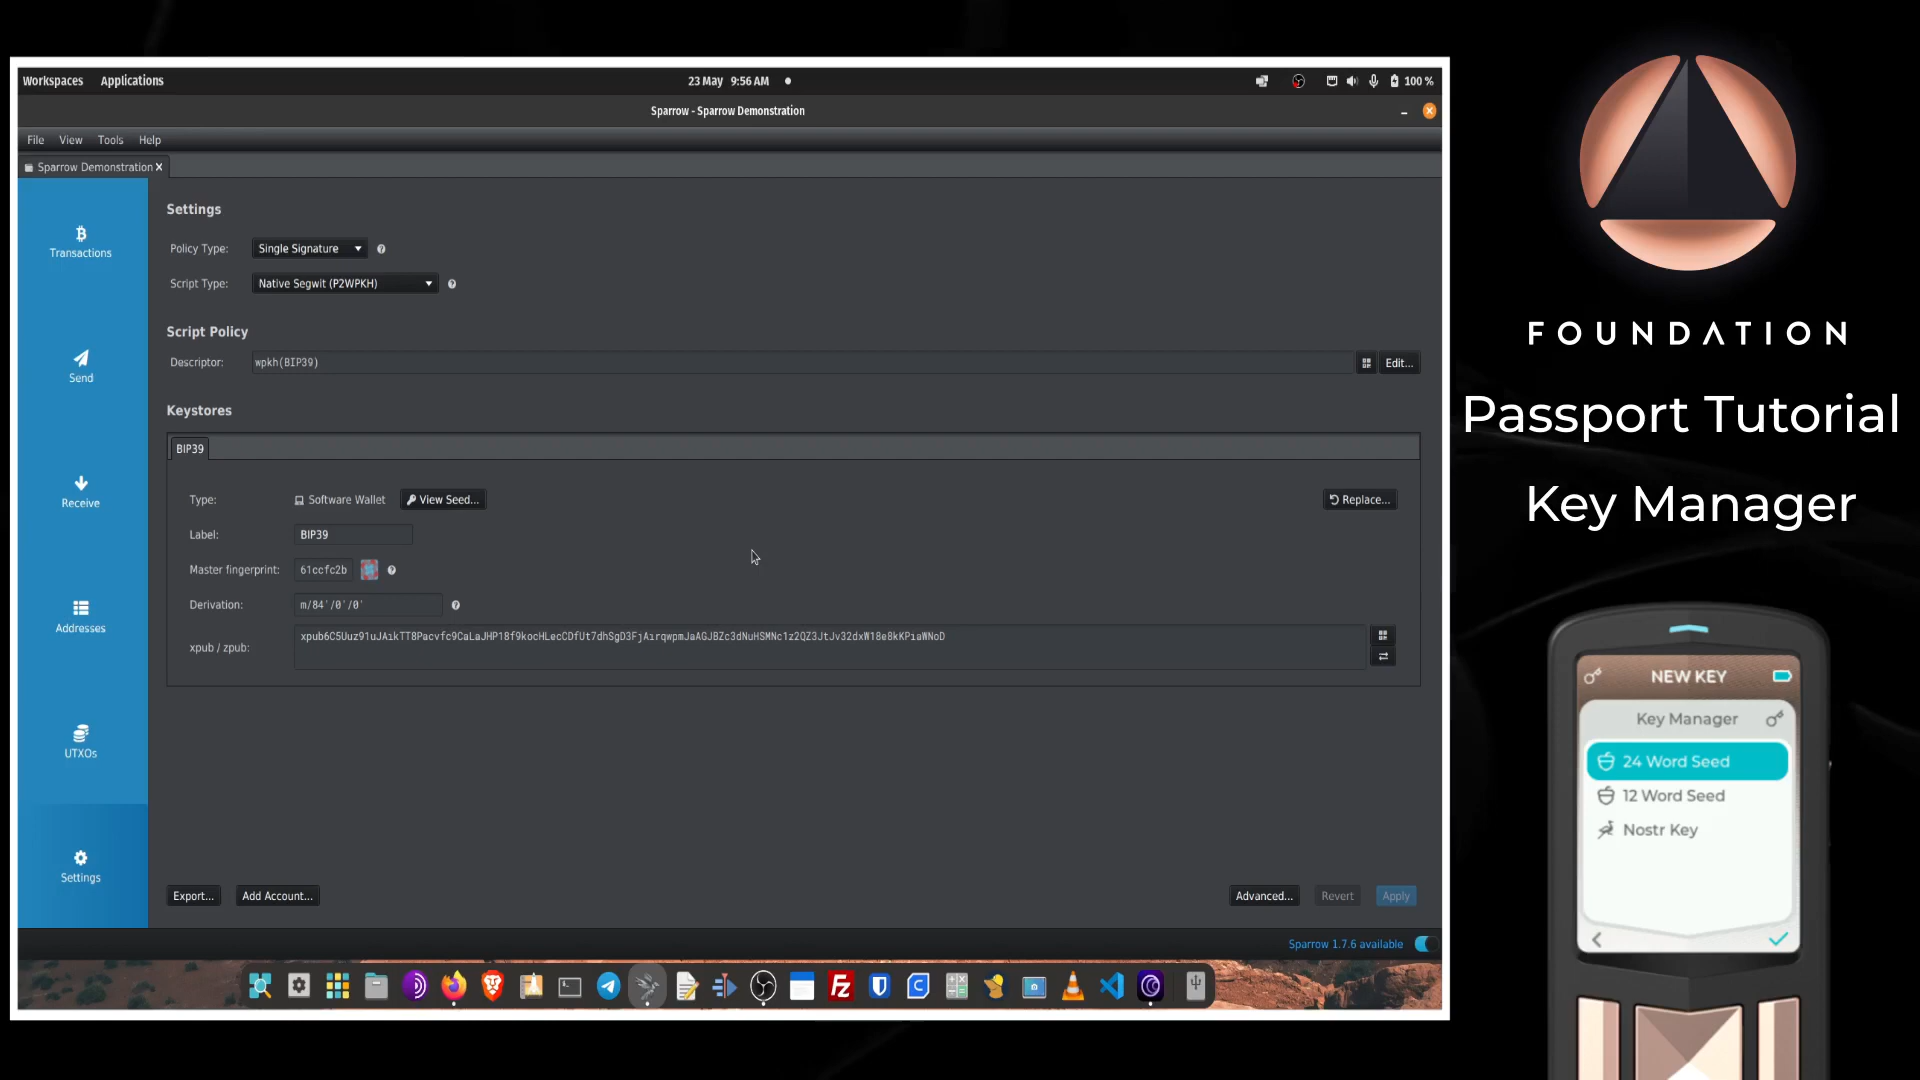 Workspaces Applications 23 May 9:56 AM 100 %
Sparrow - Sparrow Demonstration
File View Tools Help
Sparrow Demonstration
Transactions
Send
Receive
Addresses
UTXOs
Settings
Settings
Policy Type: Single Signature
Script Type: Native Segwit (P2WPKH)
Script Policy
Descriptor: wpkh(BIP39) Edit...
Keystores
BIP39
Type: Software Wallet View Seed... Replace...
Label: BIP39
Master fingerprint: 61ccfc2b
Derivation: m/84'/0'/0'
xpub / zpub: xpub6C5Uuz91uJAikTT8Pacvfc9CaLaJHP18f9kocHLecCDfUt7dhSgD3FjAirqwpmJaAGJBZc3dNuHSMNc1z2QZ3JtJv32dxW18e8kKPiaWNoD
Export... Add Account... Advanced... Revert Apply
Sparrow 1.7.6 available
FOUNDATION
Passport Tutorial
Key Manager
NEW KEY
Key Manager
24 Word Seed
12 Word Seed
Nostr Key